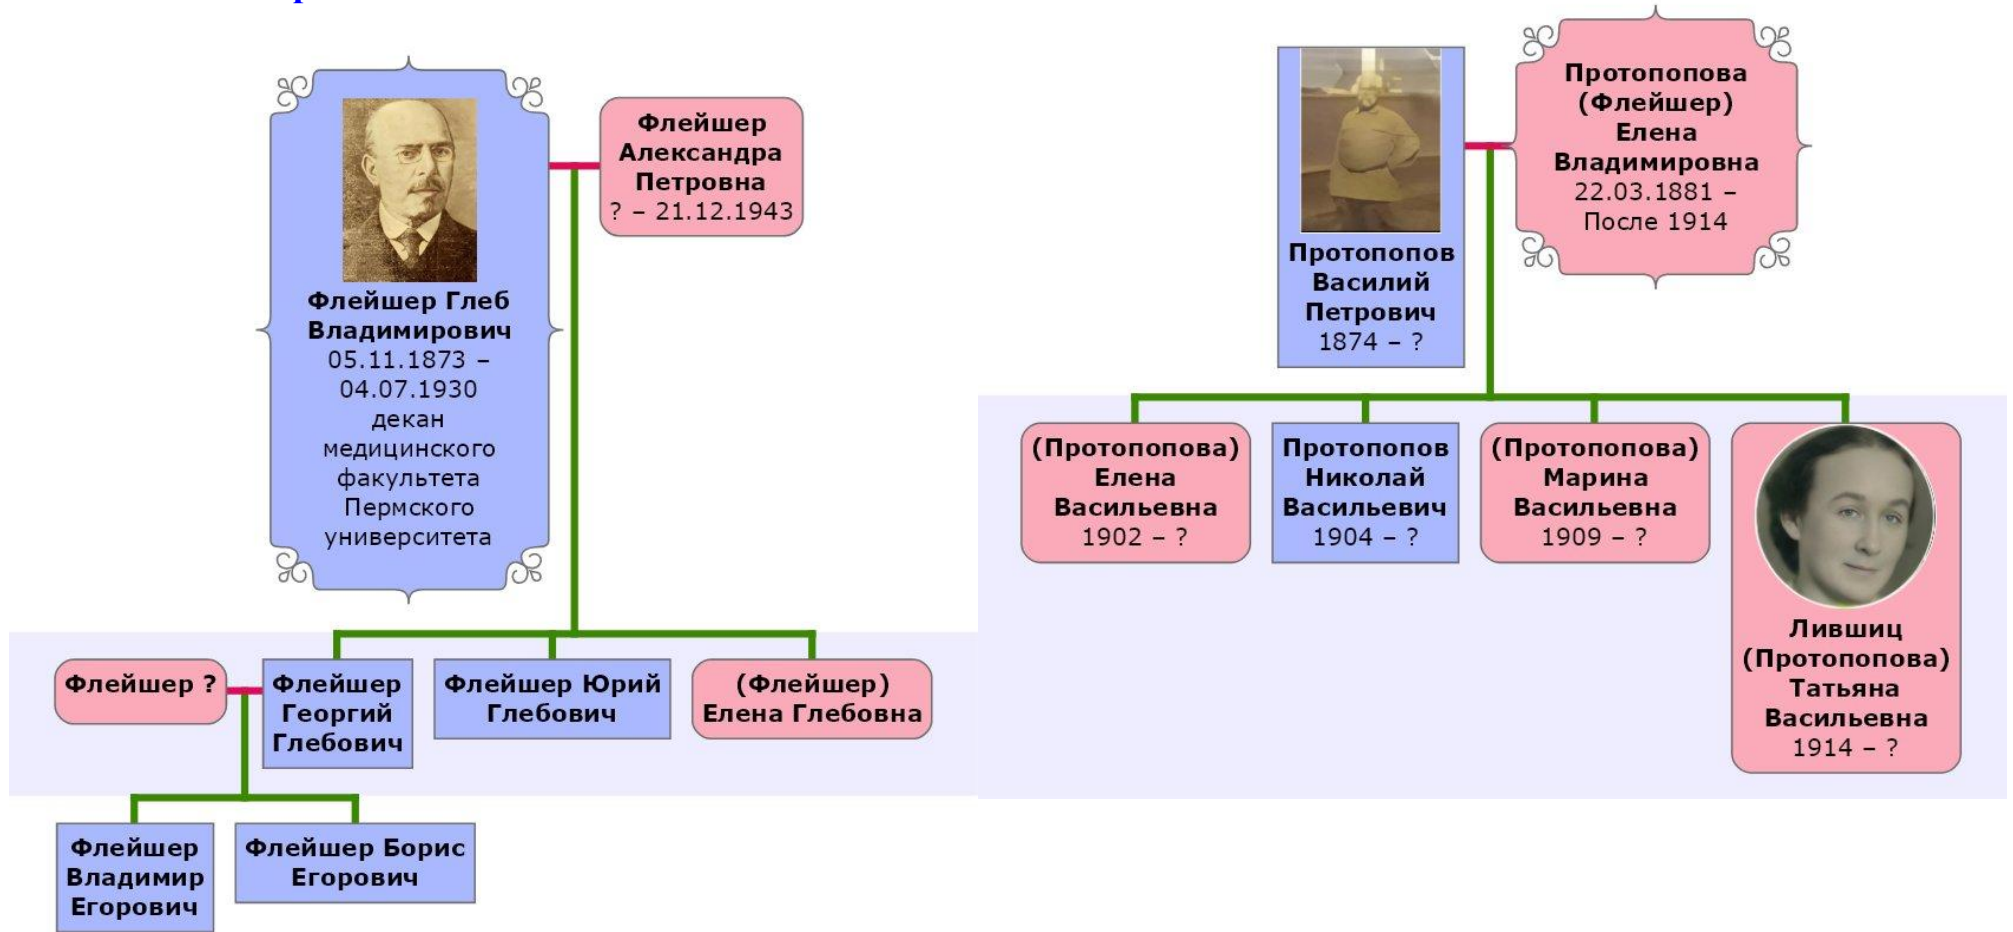 Флейшер Глеб
Владимирович
05.11.1873 –
04.07.1930
декан
медицинского
факультета
Пермского
университета
Флейшер
Александра
Петровна
? – 21.12.1943
Флейшер ?
Флейшер
Георгий
Глебович
Флейшер Юрий
Глебович
(Флейшер)
Елена Глебовна
Флейшер
Владимир
Егорович
Флейшер Борис
Егорович
Протопопов
Василий
Петрович
1874 – ?
Протопопова
(Флейшер)
Елена
Владимировна
22.03.1881 –
После 1914
(Протопопова)
Елена
Васильевна
1902 – ?
Протопопов
Николай
Васильевич
1904 – ?
(Протопопова)
Марина
Васильевна
1909 – ?
Лившиц
(Протопопова)
Татьяна
Васильевна
1914 – ?